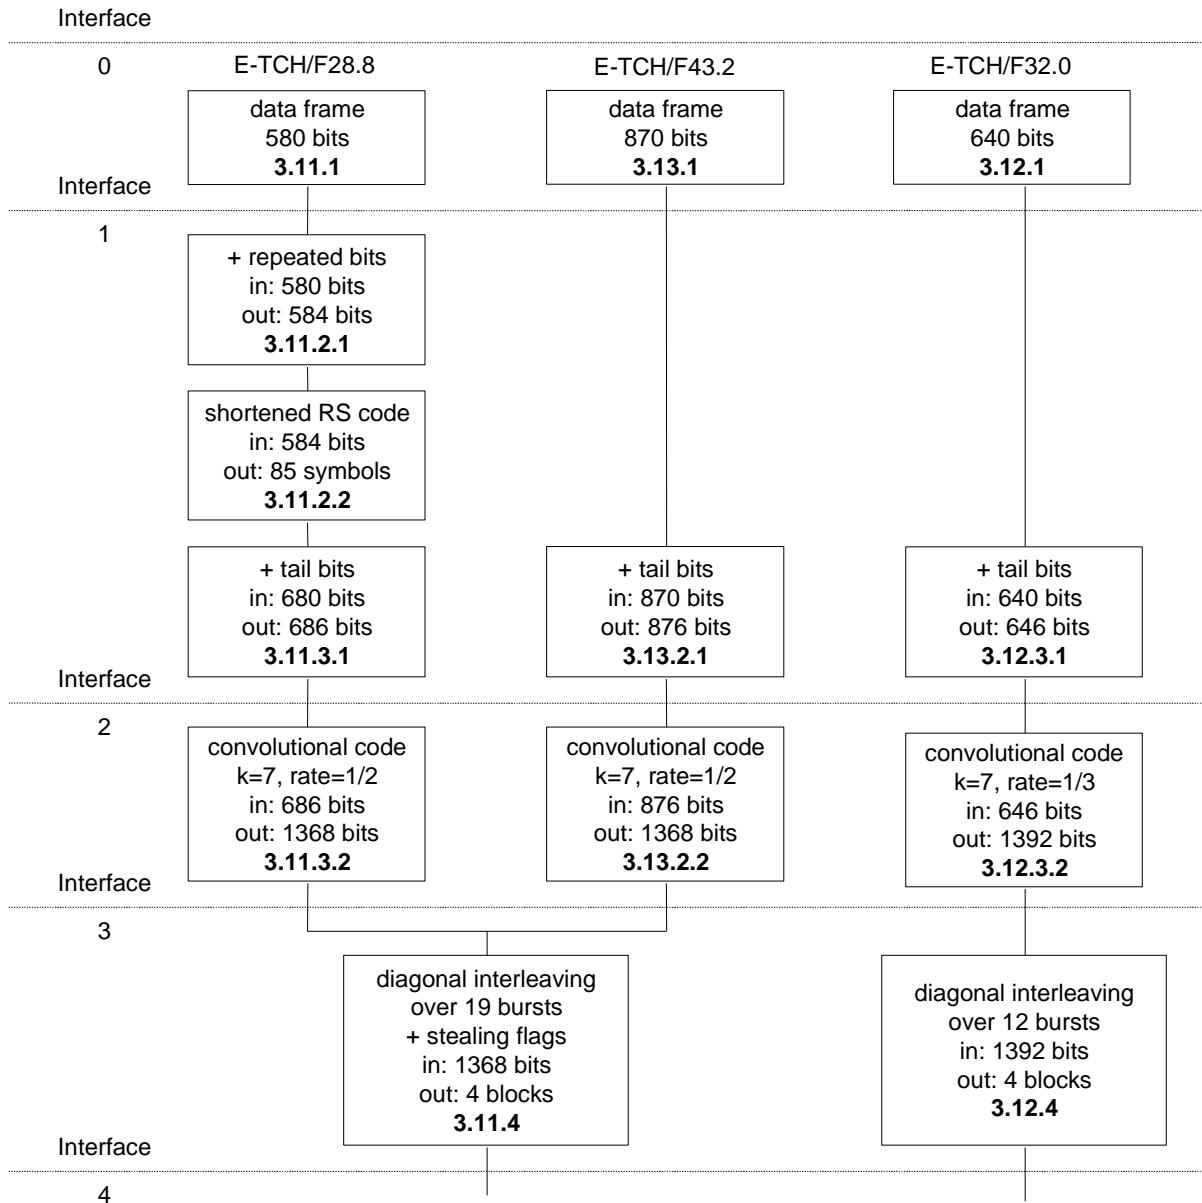 Interface
0
E-TCH/F28.8
E-TCH/F43.2
E-TCH/F32.0
data frame
580 bits
3.11.1
data frame
870 bits
3.13.1
data frame
640 bits
3.12.1
Interface
1
+ repeated bits
in: 580 bits
out: 584 bits
3.11.2.1
shortened RS code
in: 584 bits
out: 85 symbols
3.11.2.2
+ tail bits
in: 680 bits
out: 686 bits
3.11.3.1
+ tail bits
in: 870 bits
out: 876 bits
3.13.2.1
+ tail bits
in: 640 bits
out: 646 bits
3.12.3.1
Interface
2
convolutional code
k=7, rate=1/2
in: 686 bits
out: 1368 bits
3.11.3.2
convolutional code
k=7, rate=1/2
in: 876 bits
out: 1368 bits
3.13.2.2
convolutional code
k=7, rate=1/3
in: 646 bits
out: 1392 bits
3.12.3.2
Interface
3
diagonal interleaving
over 19 bursts
+ stealing flags
in: 1368 bits
out: 4 blocks
3.11.4
diagonal interleaving
over 12 bursts
in: 1392 bits
out: 4 blocks
3.12.4
Interface
4